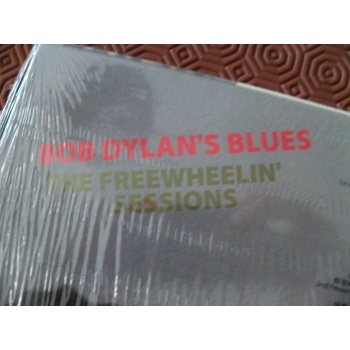 BOB DYLAN'S BLUES
THE FREEWHEELIN'
SESSIONS